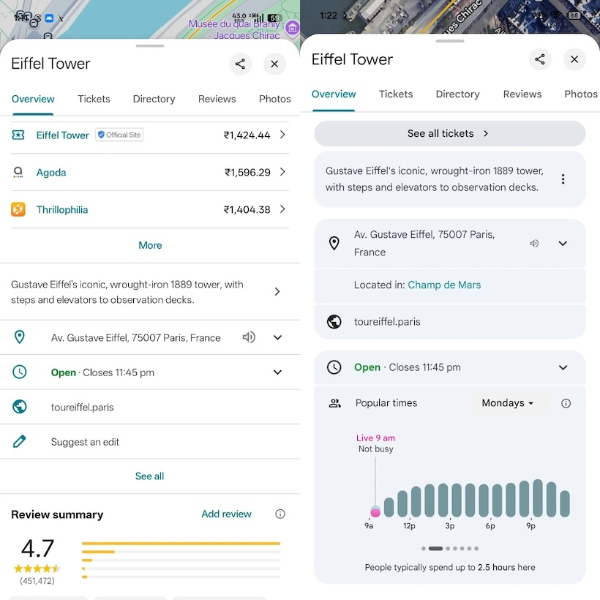 Musée du quai Branly
- Jacques Chirac
Eiffel Tower
Overview
Tickets
Directory
Reviews
Photos
Eiffel Tower
Official Site
₹1,424.44
Agoda
₹1,596.29
Thrillophilia
₹1,404.38
More
Gustave Eiffel's iconic, wrought-iron 1889 tower, with
steps and elevators to observation decks.
Av. Gustave Eiffel, 75007 Paris, France
Open · Closes 11:45 pm
toureiffel.paris
Suggest an edit
See all
Review summary
Add review
4.7
(451,472)
1:22
Jacques Chirac
Eiffel Tower
Overview
Tickets
Directory
Reviews
Photos
See all tickets
Gustave Eiffel's iconic, wrought-iron 1889 tower,
with steps and elevators to observation decks.
Av. Gustave Eiffel, 75007 Paris,
France
Located in: Champ de Mars
toureiffel.paris
Open · Closes 11:45 pm
Popular times
Mondays
Live 9 am
Not busy
9a 12p 3p 6p 9p
People typically spend up to 2.5 hours here